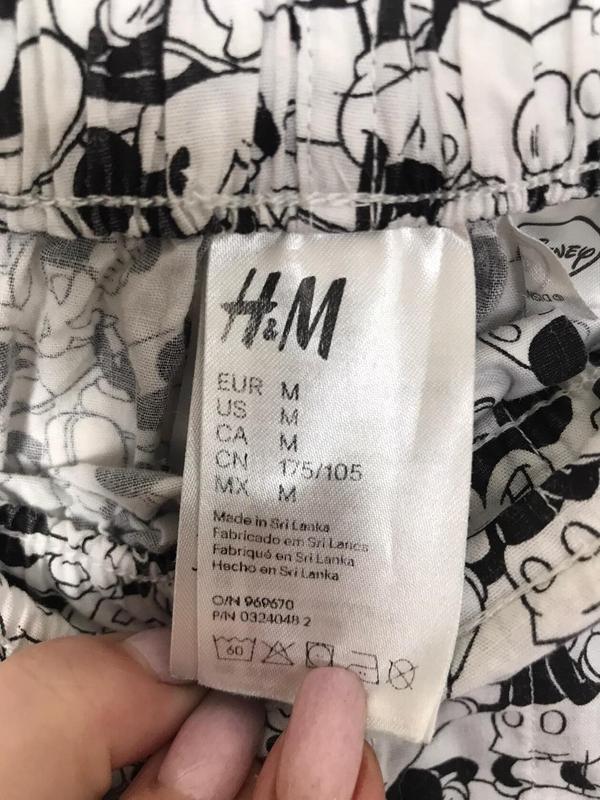 H&M
EUR M
US M
CA M
CN 175/105
MX M
Made in Sri Lanka
Fabricado em Sri Lanca
Fabriqué en Sri Lanka
Hecho en Sri Lanka
O/N 969670
P/N 0324048 2
60